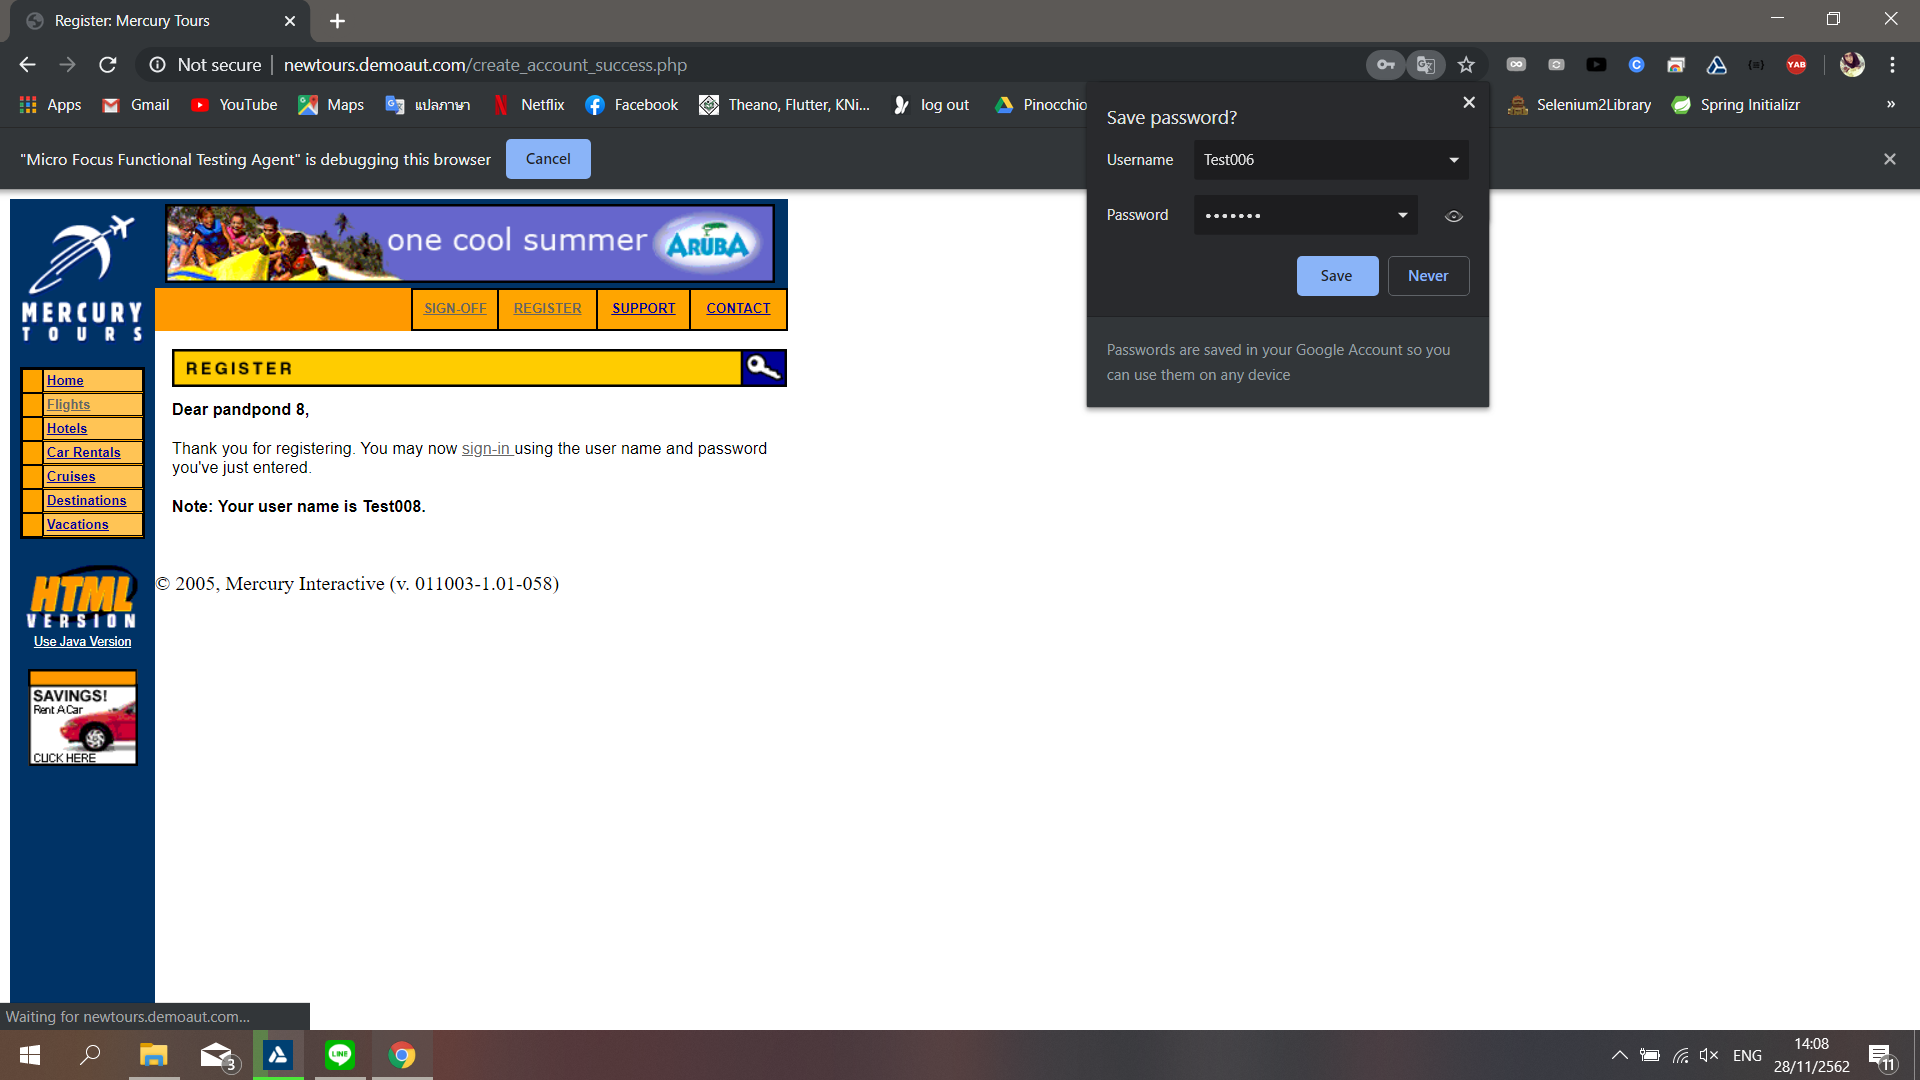 Register: Mercury Tours
Not secure
newtours.demoaut.com/create_account_success.php
YAB
Apps
Gmail
YouTube
Maps
แปลภาษา
Netflix
Facebook
Theano, Flutter, KNi...
log out
Pinocchio
Selenium2Library
Spring Initializr
»
"Micro Focus Functional Testing Agent" is debugging this browser
Cancel
Save password?
Username
Test006
Password
•••••••
Save
Never
Passwords are saved in your Google Account so you
can use them on any device
MERCURY
TOURS
one cool summer
ARUBA
SIGN-OFF
REGISTER
SUPPORT
CONTACT
REGISTER
Home
Flights
Hotels
Car Rentals
Cruises
Destinations
Vacations
Dear pandpond 8,
Thank you for registering. You may now sign-in using the user name and password
you've just entered.
Note: Your user name is Test008.
© 2005, Mercury Interactive (v. 011003-1.01-058)
HTML
VERSION
Use Java Version
SAVINGS!
Rent A Car
CLICK HERE
Waiting for newtours.demoaut.com...
3
LINE
ENG
14:08
28/11/2562
11